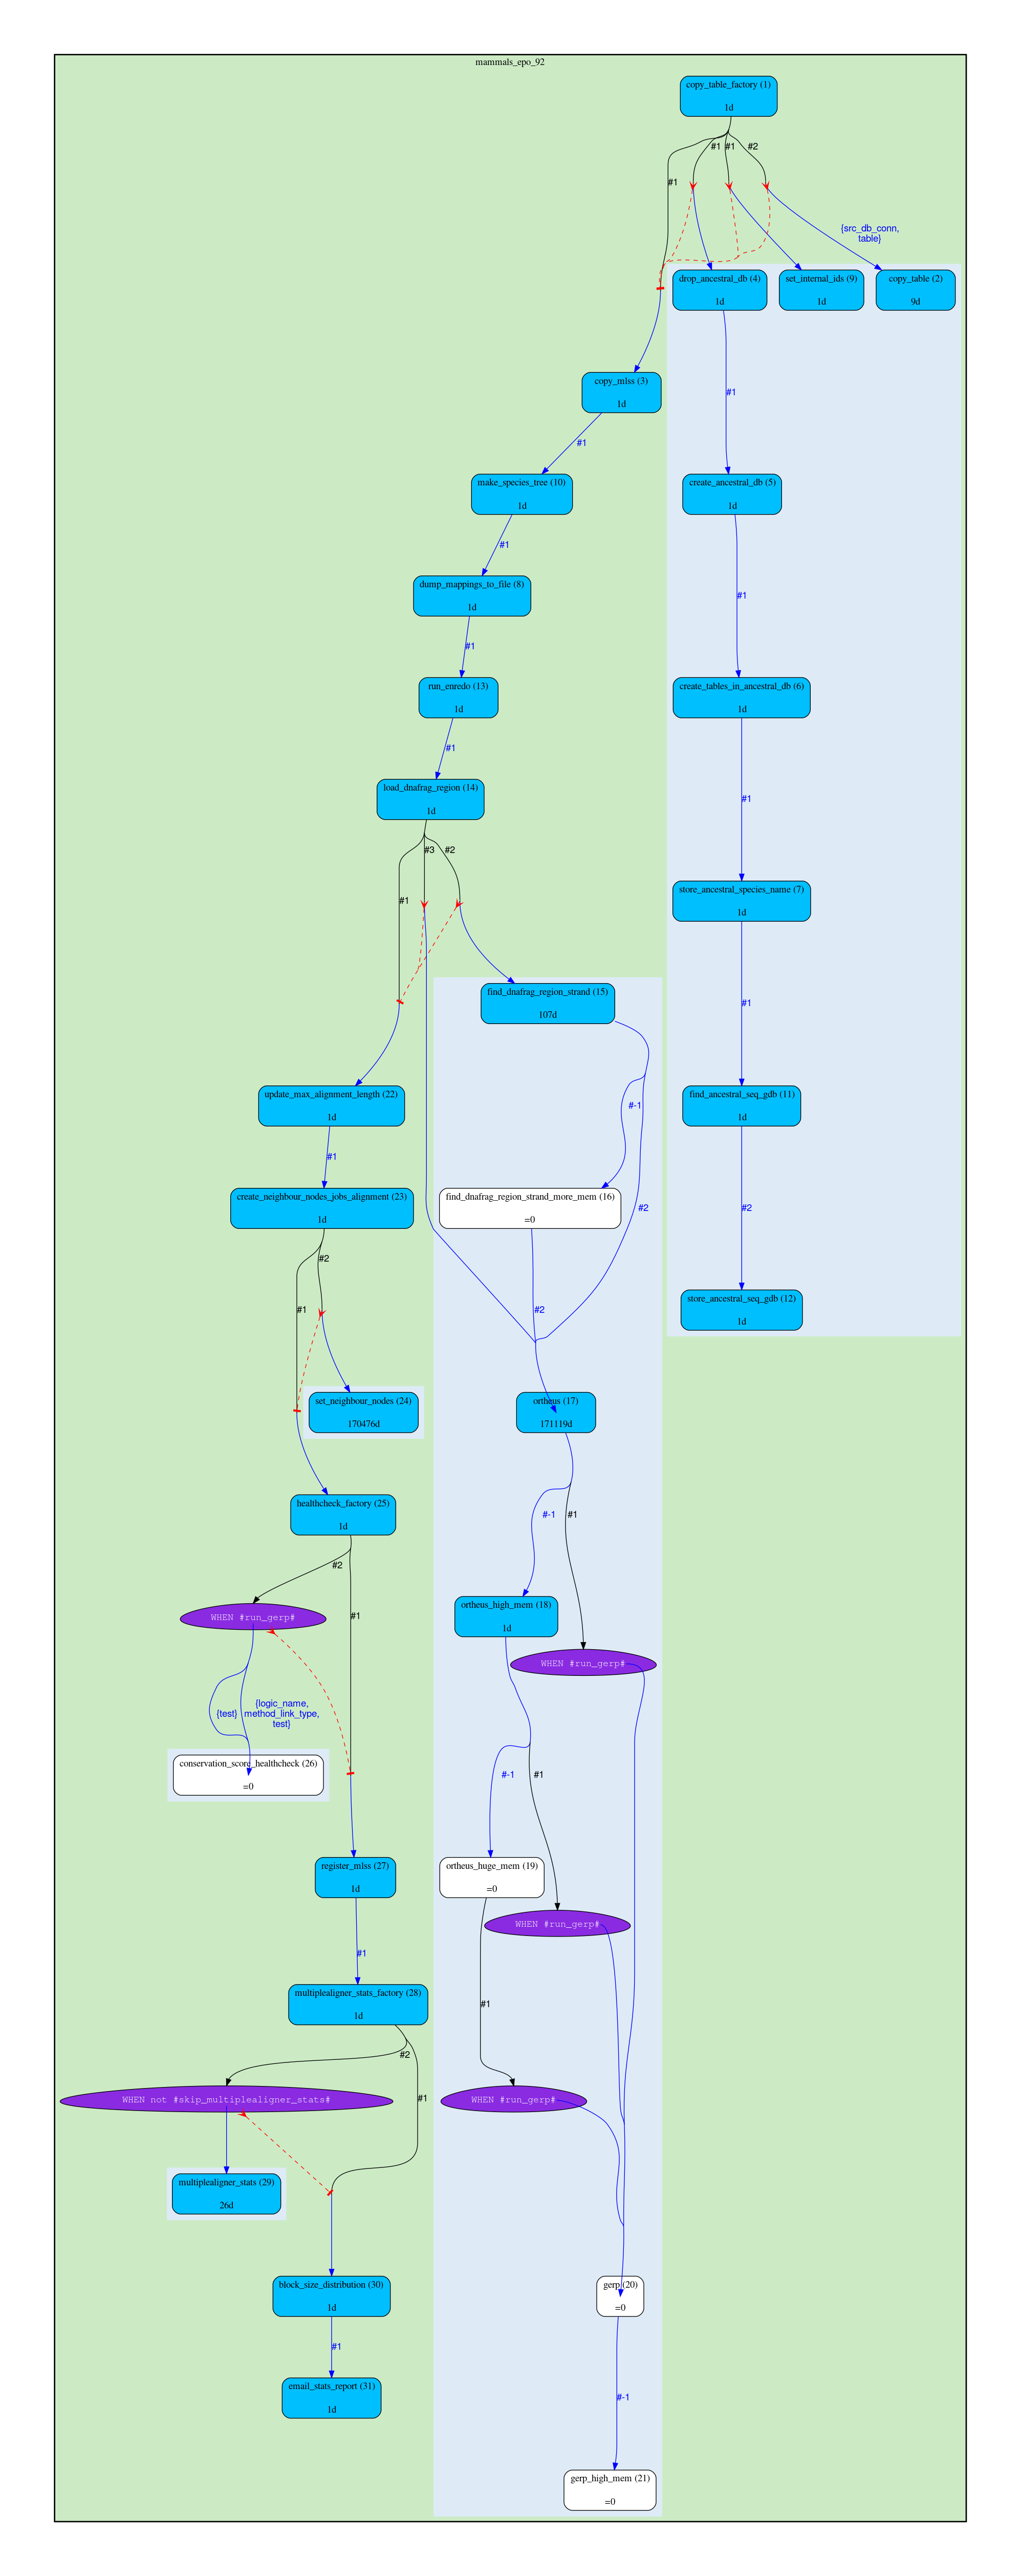 mammals_epo_92
copy_table_factory (1)
1d
#1
#1
#2
#1
{src_db_conn,
table}
drop_ancestral_db (4)
1d
set_internal_ids (9)
1d
copy_table (2)
9d
copy_mlss (3)
1d
#1
#1
make_species_tree (10)
1d
create_ancestral_db (5)
1d
#1
dump_mappings_to_file (8)
1d
#1
#1
run_enredo (13)
1d
create_tables_in_ancestral_db (6)
1d
#1
load_dnafrag_region (14)
1d
#1
#3
#2
#1
store_ancestral_species_name (7)
1d
find_dnafrag_region_strand (15)
107d
#1
update_max_alignment_length (22)
1d
#-1
find_ancestral_seq_gdb (11)
1d
#1
create_neighbour_nodes_jobs_alignment (23)
1d
find_dnafrag_region_strand_more_mem (16)
=0
#2
#2
#2
#1
#2
store_ancestral_seq_gdb (12)
1d
set_neighbour_nodes (24)
170476d
ortheus (17)
171119d
healthcheck_factory (25)
1d
#-1
#1
#2
WHEN #run_gerp#
#1
ortheus_high_mem (18)
1d
WHEN #run_gerp#
{test}
{logic_name,
method_link_type,
test}
conservation_score_healthcheck (26)
=0
#-1
#1
register_mlss (27)
1d
ortheus_huge_mem (19)
=0
WHEN #run_gerp#
#1
multiplealigner_stats_factory (28)
1d
#1
#2
#1
WHEN not #skip_multiplealigner_stats#
WHEN #run_gerp#
multiplealigner_stats (29)
26d
block_size_distribution (30)
1d
gerp (20)
=0
#1
email_stats_report (31)
1d
#-1
gerp_high_mem (21)
=0